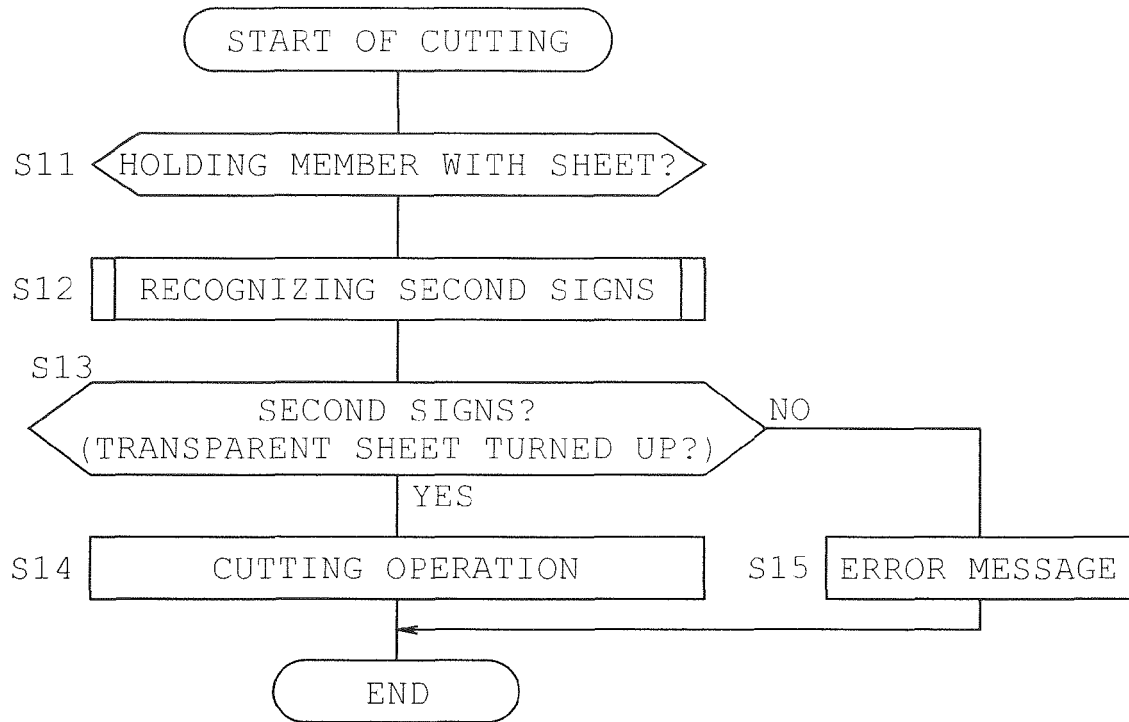 START OF CUTTING
S11
HOLDING MEMBER WITH SHEET?
S12
RECOGNIZING SECOND SIGNS
S13
SECOND SIGNS?
(TRANSPARENT SHEET TURNED UP?)
NO
YES
S14
CUTTING OPERATION
S15
ERROR MESSAGE
END